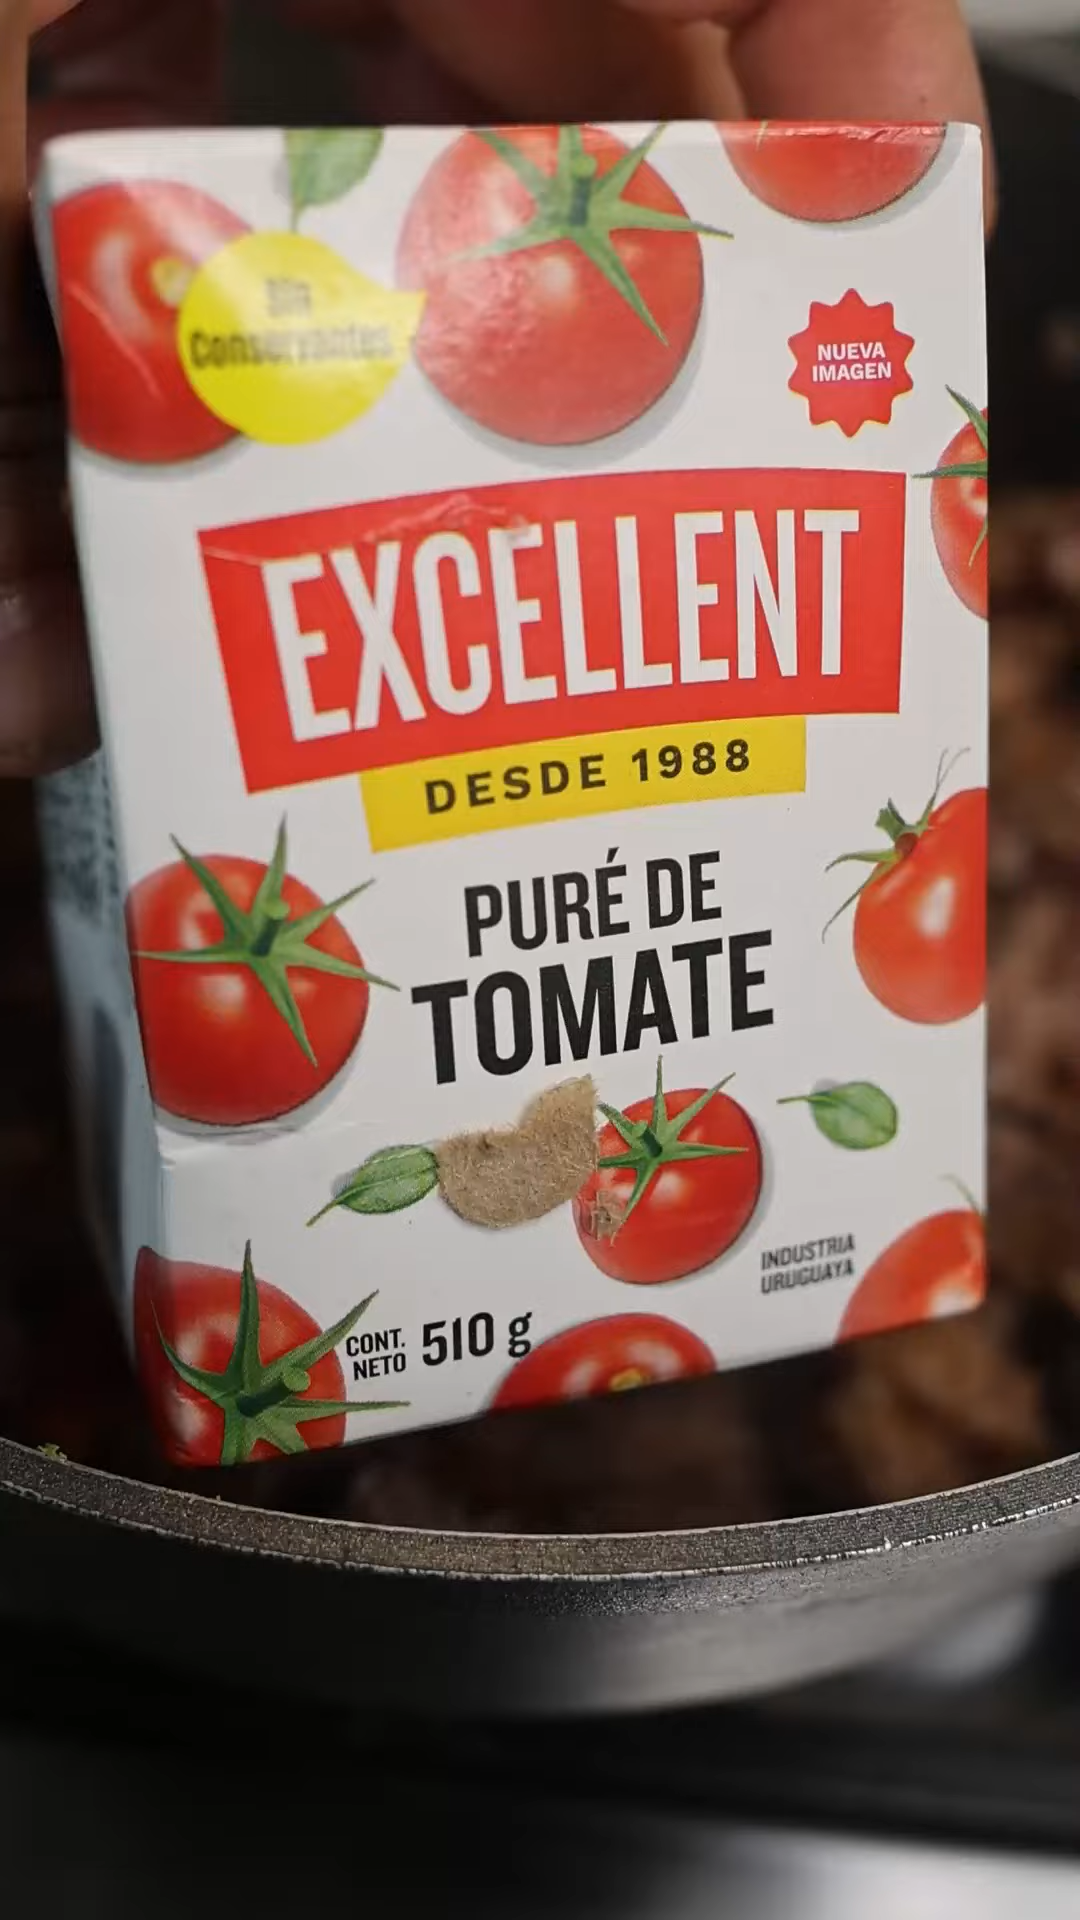 Sin
Conservantes
NUEVA
IMAGEN
EXCELLENT
DESDE 1988
PURÉ DE
TOMATE
INDUSTRIA
URUGUAYA
CONT.
NETO 510 g